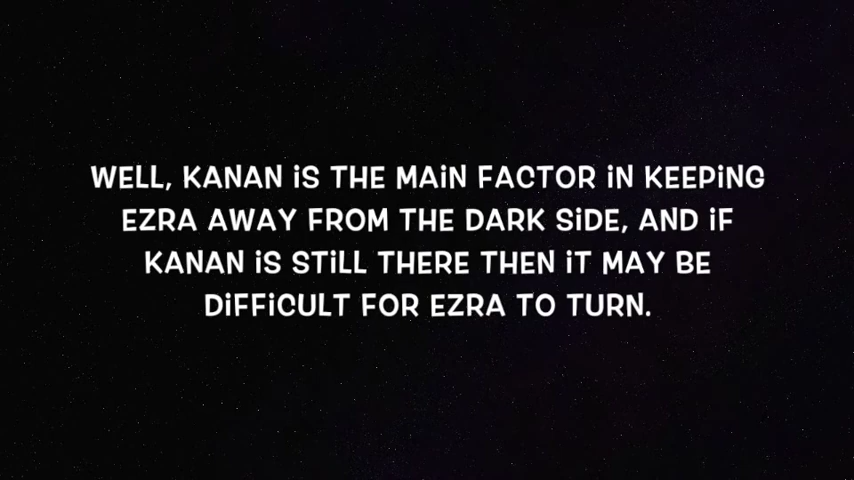 WELL, KANAN iS THE MAiN FACTOR iN KEEPiNG
EZRA AWAY FROM THE DARK SiDE, AND iF
KANAN iS STiLL THERE THEN iT MAY BE
DiFFiCULT FOR EZRA TO TURN.